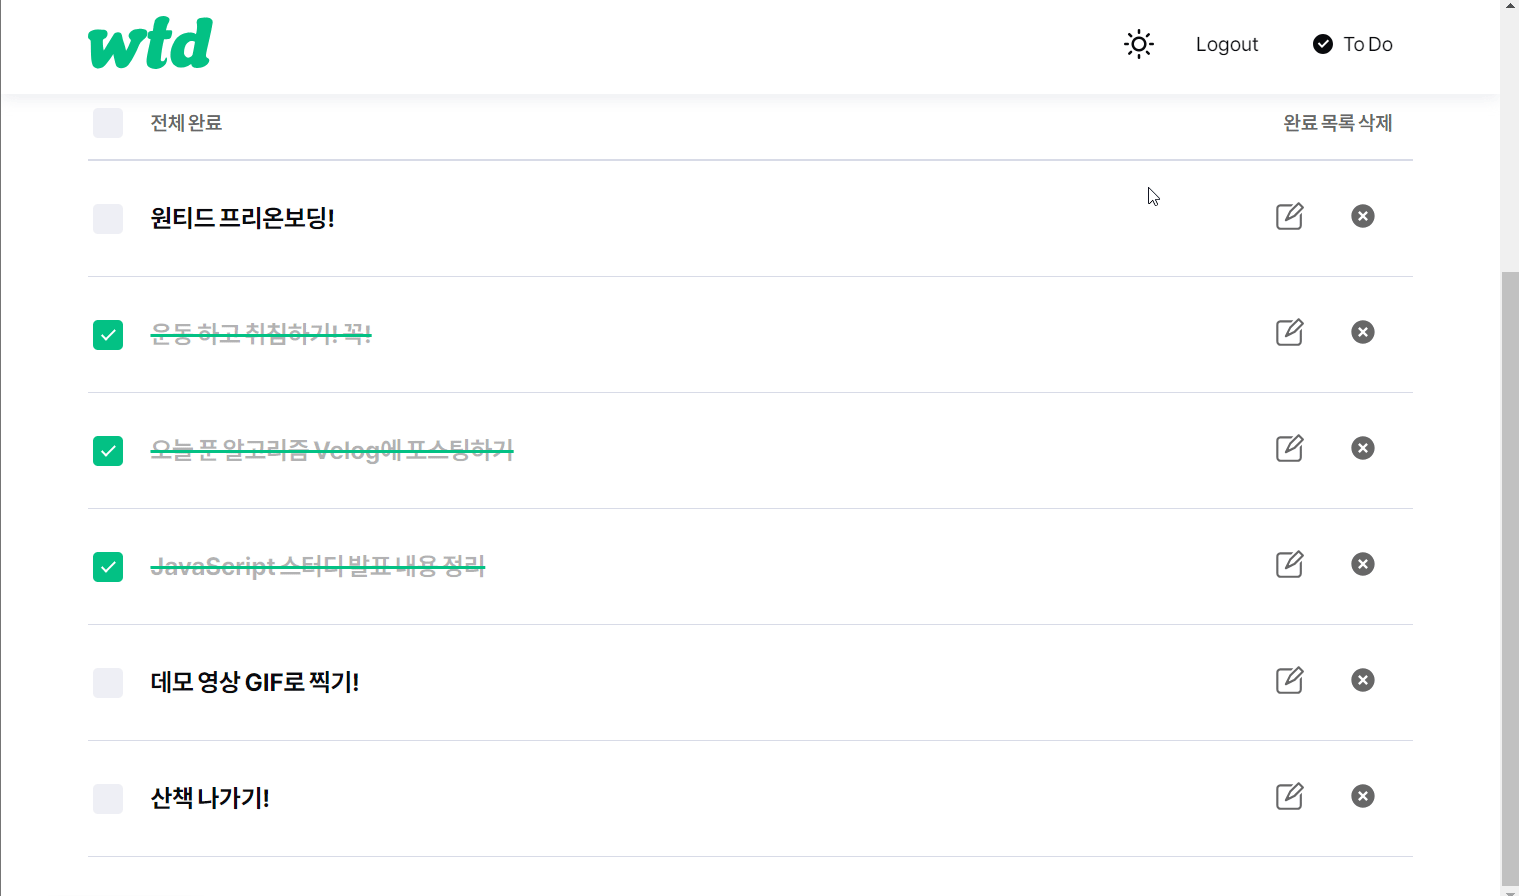 wtd
Logout
To Do
전체 완료
완료 목록 삭제
원티드 프리온보딩!
운동 하고 취침하기! 꼭!
오늘 푼 알고리즘 Velog에 포스팅하기
JavaScript 스터디 발표 내용 정리
데모 영상 GIF로 찍기!
산책 나가기!